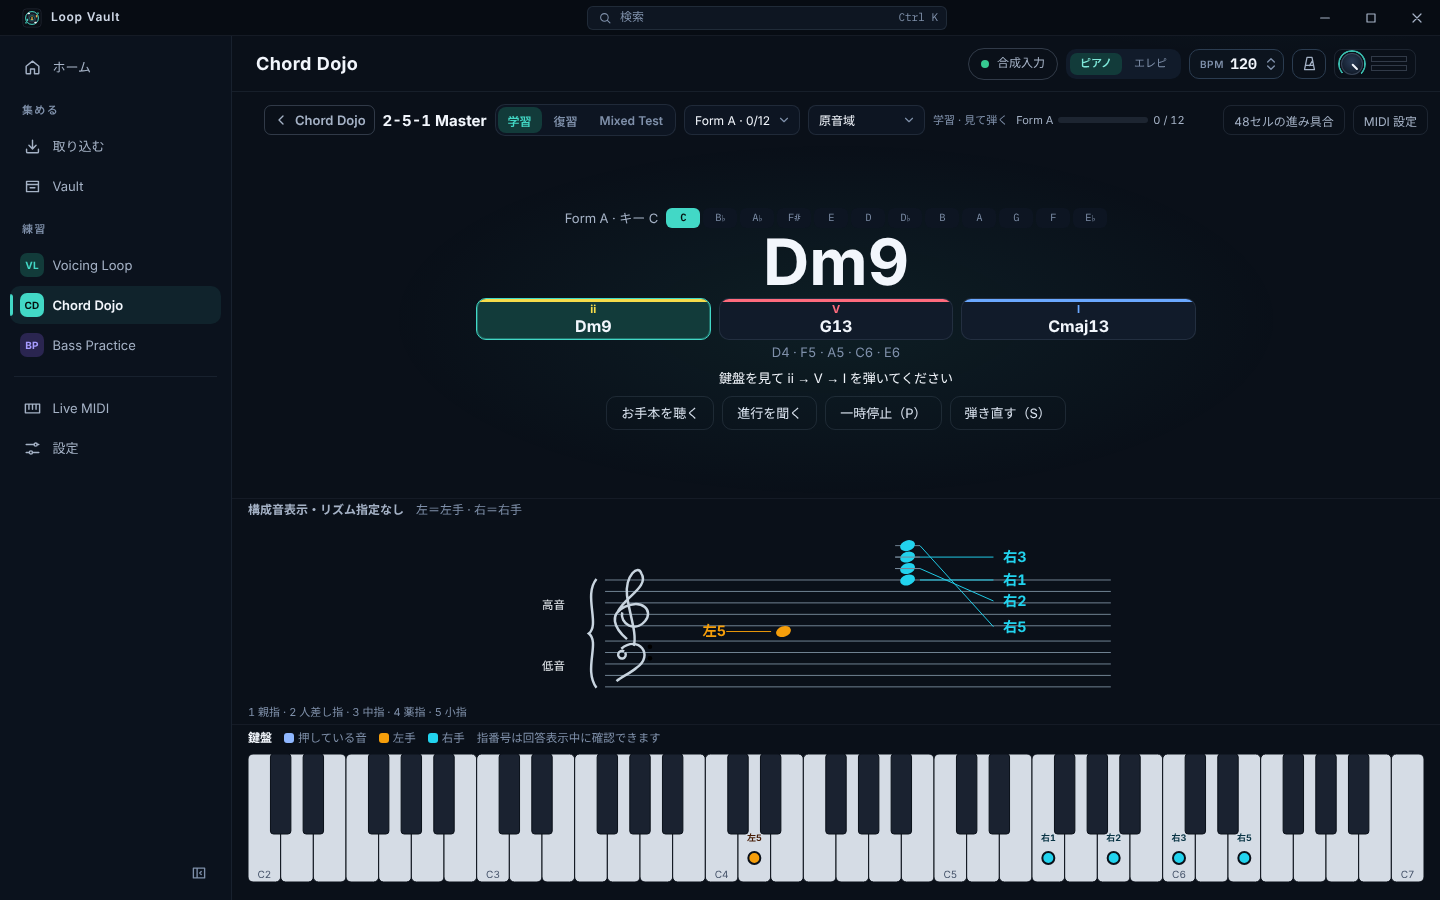 Loop Vault
検索 Ctrl K
ホーム
集める
取り込む
Vault
練習
VL Voicing Loop
CD Chord Dojo
BP Bass Practice
Live MIDI
設定
Chord Dojo
合成入力
ピアノ エレピ
BPM 120
Chord Dojo
2-5-1 Master
学習 復習 Mixed Test
Form A · 0/12
原音域
学習 · 見て弾く Form A 0 / 12
48セルの進み具合
MIDI 設定
Form A · キー C C B♭ A♭ F# E D D♭ B A G F E♭
Dm9
ii
Dm9
V
G13
I
Cmaj13
D4 · F5 · A5 · C6 · E6
鍵盤を見て ii → V → I を弾いてください
お手本を聴く
進行を聞く
一時停止（P）
弾き直す（S）
構成音表示・リズム指定なし 左＝左手 · 右＝右手
高音
低音
左5
右3
右1
右2
右5
1 親指 · 2 人差し指 · 3 中指 · 4 薬指 · 5 小指
鍵盤 押している音 左手 右手 指番号は回答表示中に確認できます
左5 右1 右2 右3 右5
C2 C3 C4 C5 C6 C7